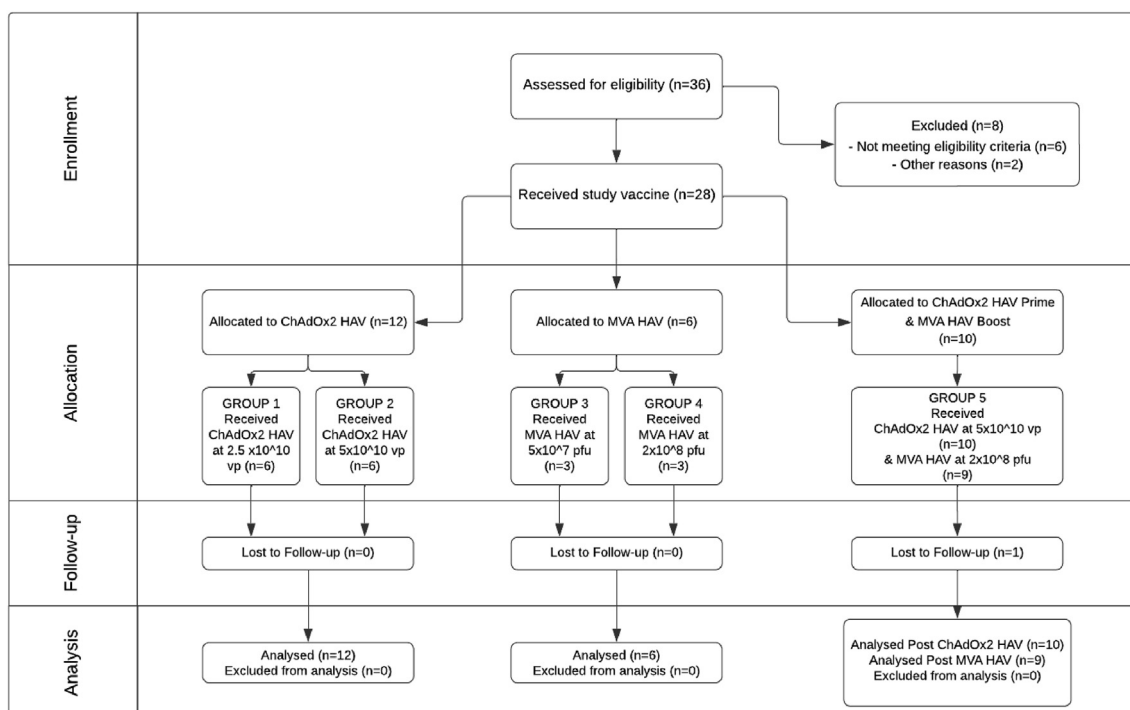 Enrollment
Assessed for eligibility (n=36)
Excluded (n=8)
- Not meeting eligibility criteria (n=6)
- Other reasons (n=2)
Received study vaccine (n=28)
Allocation
Allocated to ChAdOx2 HAV (n=12)
Allocated to MVA HAV (n=6)
Allocated to ChAdOx2 HAV Prime
& MVA HAV Boost
(n=10)
GROUP 1
Received
ChAdOx2 HAV
at 2.5 x10^10
vp (n=6)
GROUP 2
Received
ChAdOx2 HAV
at 5x10^10 vp
(n=6)
GROUP 3
Received
MVA HAV at
5x10^7 pfu
(n=3)
GROUP 4
Received
MVA HAV at
2x10^8 pfu
(n=3)
GROUP 5
Received
ChAdOx2 HAV at 5x10^10 vp
(n=10)
& MVA HAV at 2x10^8 pfu
(n=9)
Follow-up
Lost to Follow-up (n=0)
Lost to Follow-up (n=0)
Lost to Follow-up (n=1)
Analysis
Analysed (n=12)
Excluded from analysis (n=0)
Analysed (n=6)
Excluded from analysis (n=0)
Analysed Post ChAdOx2 HAV (n=10)
Analysed Post MVA HAV (n=9)
Excluded from analysis (n=0)